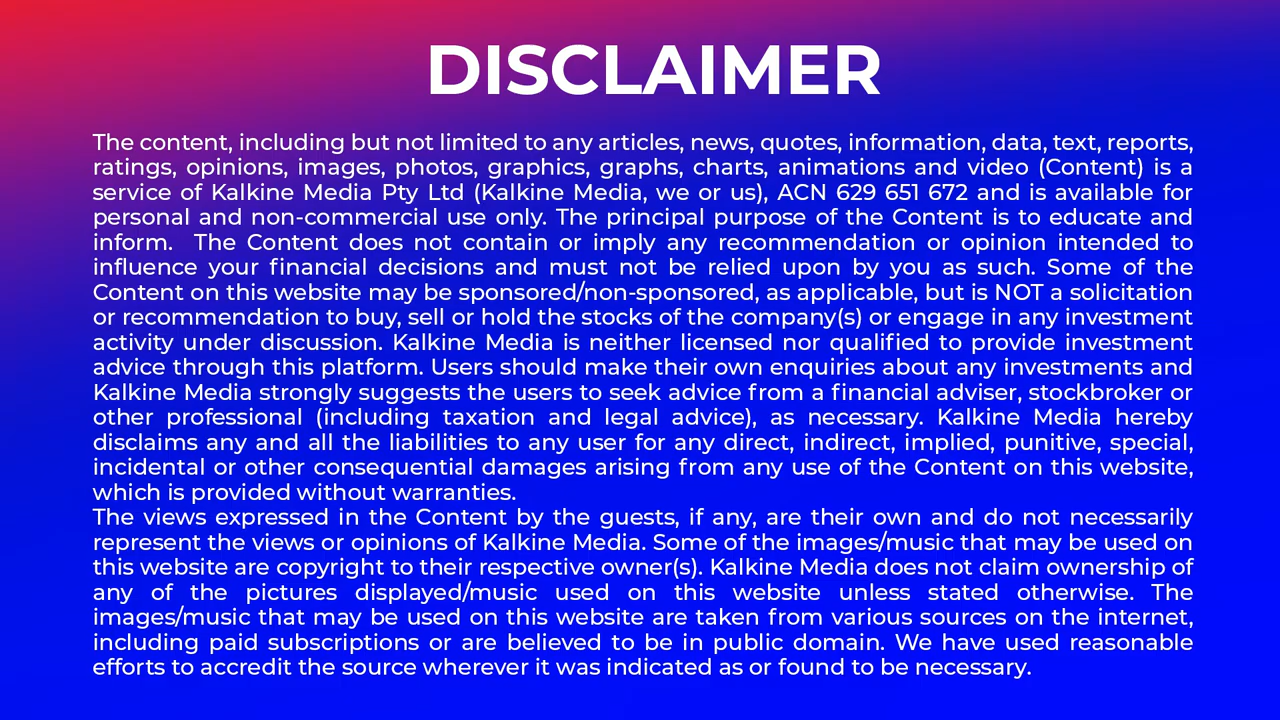 DISCLAIMER
The content, including but not limited to any articles, news, quotes, information, data, text, reports,
ratings, opinions, images, photos, graphics, graphs, charts, animations and video (Content) is a
service of Kalkine Media Pty Ltd (Kalkine Media, we or us), ACN 629 651 672 and is available for
personal and non-commercial use only. The principal purpose of the Content is to educate and
inform.  The Content does not contain or imply any recommendation or opinion intended to
influence your financial decisions and must not be relied upon by you as such. Some of the
Content on this website may be sponsored/non-sponsored, as applicable, but is NOT a solicitation
or recommendation to buy, sell or hold the stocks of the company(s) or engage in any investment
activity under discussion. Kalkine Media is neither licensed nor qualified to provide investment
advice through this platform. Users should make their own enquiries about any investments and
Kalkine Media strongly suggests the users to seek advice from a financial adviser, stockbroker or
other professional (including taxation and legal advice), as necessary. Kalkine Media hereby
disclaims any and all the liabilities to any user for any direct, indirect, implied, punitive, special,
incidental or other consequential damages arising from any use of the Content on this website,
which is provided without warranties.
The views expressed in the Content by the guests, if any, are their own and do not necessarily
represent the views or opinions of Kalkine Media. Some of the images/music that may be used on
this website are copyright to their respective owner(s). Kalkine Media does not claim ownership of
any of the pictures displayed/music used on this website unless stated otherwise. The
images/music that may be used on this website are taken from various sources on the internet,
including paid subscriptions or are believed to be in public domain. We have used reasonable
efforts to accredit the source wherever it was indicated as or found to be necessary.